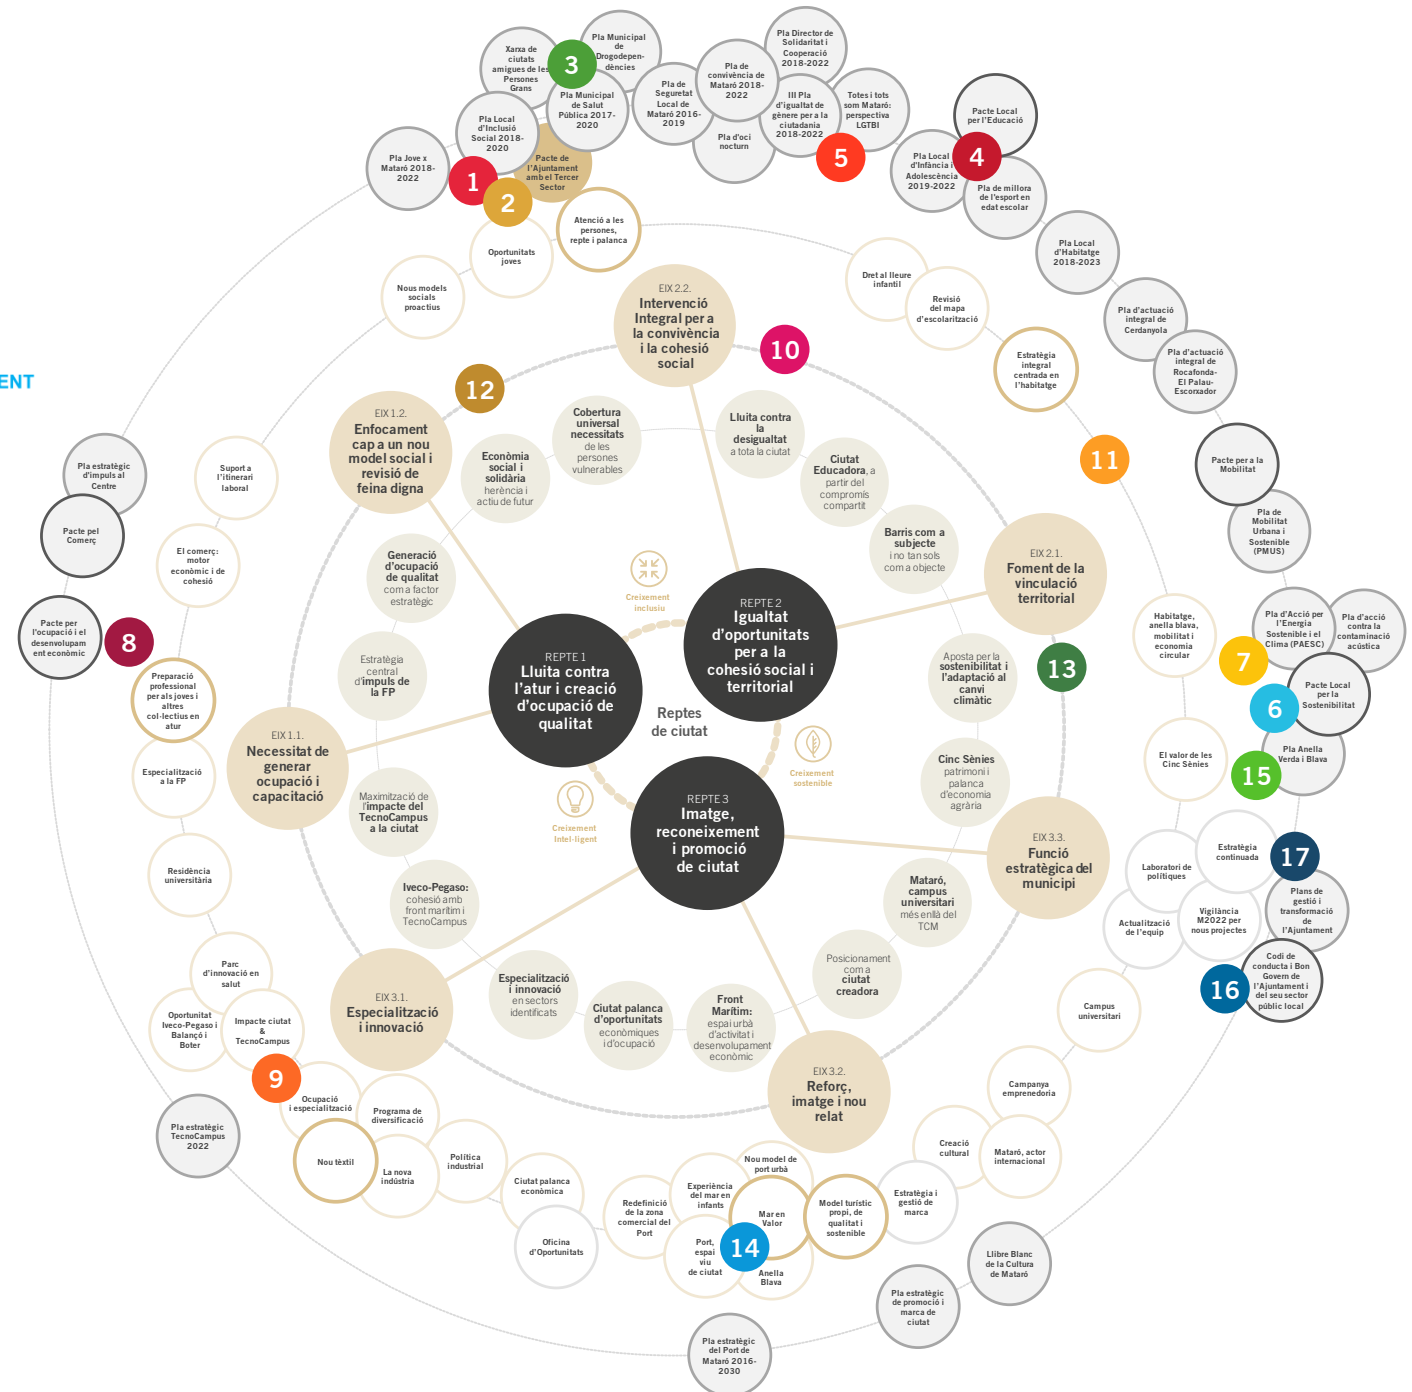 Xarxa de
ciutats
amigues de les
Persones
Grans
3
Pla Municipal
de
Drogodepen-
dències
Pla Director de
Solidaritat i
Cooperació
2018-2022
Pla de
convivència de
Mataró 2018-
2022
Pla de
Seguretat
Local de
Mataró 2016-
2019
Pla Municipal
de Salut
Pública 2017-
2020
III Pla
d'igualtat de
gènere per a la
ciutadania
2018-2022
Totes i tots
som Mataró:
perspectiva
LGTBI
Pacte Local
per l'Educació
Pla Local
d'Inclusió
Social 2018-
2020
Pla d'oci
nocturn
5
4
Pla Jove x
Mataró 2018-
2022
Pacte de
l'Ajuntament
amb el Tercer
Sector
Pla Local
d'Infància i
Adolescència
2019-2022
1
2
Pla de millora
de l'esport en
edat escolar
Atenció a les
persones,
repte i palanca
Oportunitats
joves
Pla Local
d'Habitatge
2018-2023
Nous models
socials
proactius
Dret al lleure
infantil
Revisió
del mapa
d'escolarització
Pla d'actuació
integral de
Cerdanyola
EIX 2.2.
Intervenció
Integral per a
la convivència
i la cohesió
social
10
Estratègia
integral
centrada en
l'habitatge
Pla d'actuació
integral de
Rocafonda-
El Palau-
Escorxador
ENT
12
EIX 1.2.
Enfocament
cap a un nou
model social i
revisió de
feina digna
Cobertura
universal
necessitats
de les
persones
vulnerables
Lluita contra
la
desigualtat
a tota la ciutat
Economia
social i
solidària
herència i
actiu de futur
Ciutat
Educadora, a
partir del
compromís
compartit
11
Pacte per a la
Mobilitat
Pla estratègic
d'impuls al
Centre
Suport a
l'itinerari
laboral
Pla de
Mobilitat
Urbana i
Sostenible
(PMUS)
Pacte pel
Comerç
El comerç:
motor
econòmic i de
cohesió
Generació
d'ocupació
de qualitat
com a factor
estratègic
Barris com a
subjecte
i no tan sols
com a objecte
EIX 2.1.
Foment de la
vinculació
territorial
Creixement
inclusiu
Pacte per
l'ocupació i el
desenvolupam
ent econòmic
8
REPTE 1
Lluita contra
l'atur i creació
d'ocupació de
qualitat
REPTE 2
Igualtat
d'oportunitats
per a la
cohesió social i
territorial
Habitatge,
anella blava,
mobilitat i
economia
circular
Pla d'Acció per
l'Energia
Sostenible i el
Clima (PAESC)
Pla d'acció
contra la
contaminació
acústica
7
Preparació
professional
per als joves i
altres
col·lectius en
atur
Estratègia
central
d'impuls de
la FP
Aposta per la
sostenibilitat i
l'adaptació al
canvi
climàtic
13
Pacte Local
per la
Sostenibilitat
6
Reptes
de ciutat
EIX 1.1.
Necessitat de
generar
ocupació i
capacitació
Especialització
a la FP
Creixement
sostenible
Cinc Sènies
patrimoni i
palanca
d'economia
agrària
El valor de les
Cinc Sènies
Pla Anella
Verda i Blava
15
Maximització de
l'impacte del
TecnoCampus
a la ciutat
Creixement
Intel·ligent
REPTE 3
Imatge,
reconeixement
i promoció
de ciutat
EIX 3.3.
Funció
estratègica del
municipi
Residència
universitària
Laboratori de
polítiques
Estratègia
continuada
17
Iveco-Pegaso:
cohesió amb
front marítim i
TecnoCampus
Mataró,
campus
universitari
més enllà del
TCM
Actualització
de l'equip
Vigilància
M2022 per
nous projectes
Plans de
gestió i
transformació
de
l'Ajuntament
Parc
d'innovació en
salut
Especialització
i innovació
en sectors
identificats
Posicionament
com a
ciutat
creadora
Codi de
conducta i Bon
Govern de
l'Ajuntament i
del seu sector
públic local
16
Oportunitat
Iveco-Pegaso i
Balançó i
Boter
Impacte ciutat
&
TecnoCampus
EIX 3.1.
Especialització
i innovació
Ciutat palanca
d'oportunitats
econòmiques
i d'ocupació
Front
Marítim:
espai urbà
d'activitat i
desenvolupament
econòmic
Campus
universitari
9
Ocupació
i especialització
Programa de
diversificació
EIX 3.2.
Reforç,
imatge i nou
relat
Campanya
emprenedoria
Pla estratègic
TecnoCampus
2022
Nou tèxtil
La nova
indústria
Política
industrial
Creació
cultural
Mataró, actor
internacional
Ciutat palanca
econòmica
Nou model de
port urbà
Experiència
del mar en
infants
Redefinició
de la zona
comercial del
Port
Mar en
Valor
Model turístic
propi, de
qualitat i
sostenible
Estratègia i
gestió de
marca
Oficina
d'Oportunitats
Port,
espai
viu
de ciutat
14
Anella
Blava
Llibre Blanc
de la Cultura
de Mataró
Pla estratègic
de promoció i
marca de
ciutat
Pla estratègic
del Port de
Mataró 2016-
2030